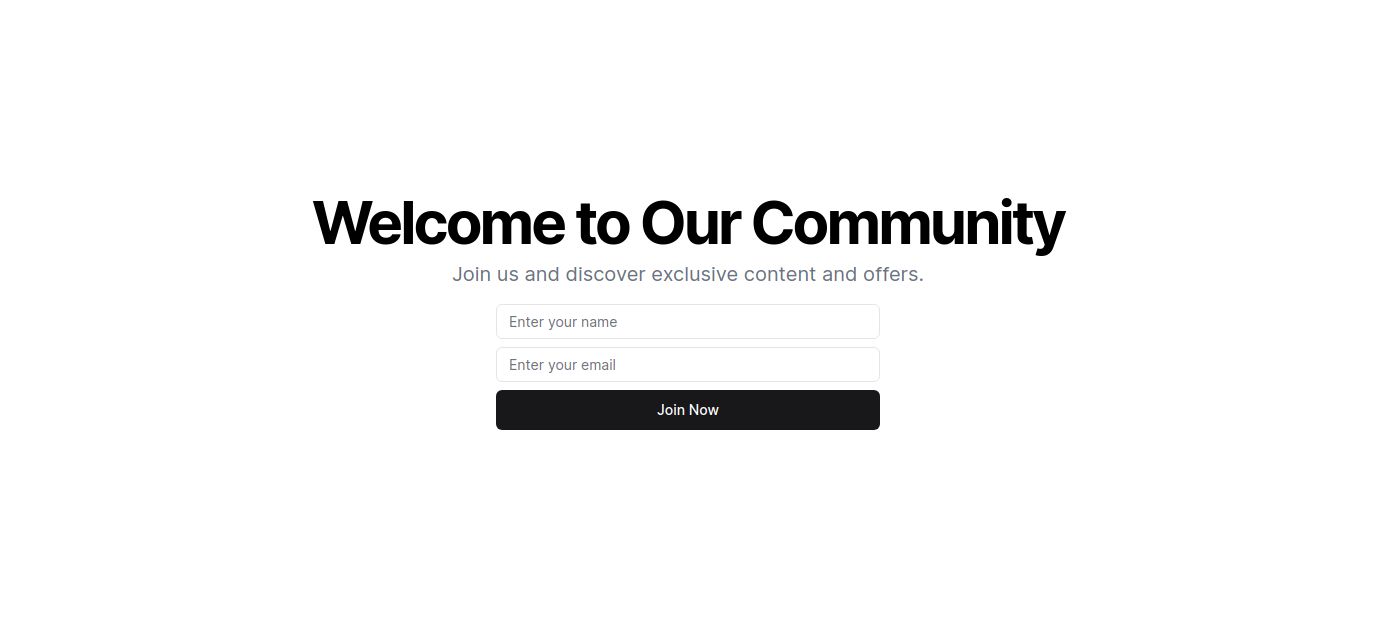 Welcome to Our Community
Join us and discover exclusive content and offers.
Enter your name
Enter your email
Join Now